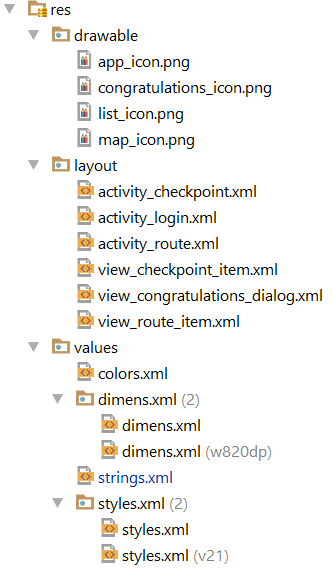 res
drawable
app_icon.png
congratulations_icon.png
list_icon.png
map_icon.png
layout
activity_checkpoint.xml
activity_login.xml
activity_route.xml
view_checkpoint_item.xml
view_congratulations_dialog.xml
view_route_item.xml
values
colors.xml
dimens.xml (2)
dimens.xml
dimens.xml (w820dp)
strings.xml
styles.xml (2)
styles.xml
styles.xml (v21)